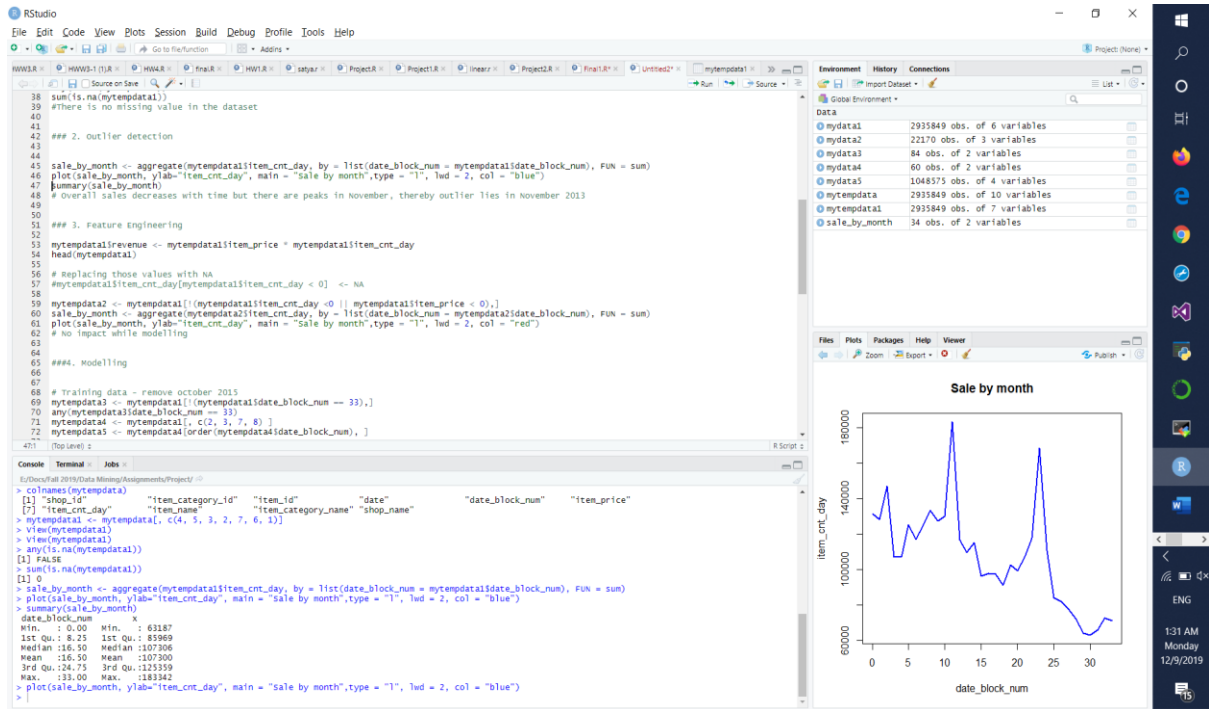 RStudio
File Edit Code View Plots Session Build Debug Profile Tools Help
Go to file/function Addins Project: (None)
HWW3.R HWW3-1 (1).R HW4.R final.R HW1.R satya.r Project.R Project1.R linear.r Project2.R Final1.R* Untitled2* mytempdata1
Source on Save Run Source
38 sum(is.na(mytempdata1))
39 #There is no missing value in the dataset
40
41
42 ### 2. Outlier detection
43
44
45 sale_by_month <- aggregate(mytempdata1$item_cnt_day, by = list(date_block_num = mytempdata1$date_block_num), FUN = sum)
46 plot(sale_by_month, ylab="item_cnt_day", main = "Sale by month",type = "l", lwd = 2, col = "blue")
47 summary(sale_by_month)
48 # Overall sales decreases with time but there are peaks in November, thereby outlier lies in November 2013
49
50
51 ### 3. Feature Engineering
52
53 mytempdata1$revenue <- mytempdata1$item_price * mytempdata1$item_cnt_day
54 head(mytempdata1)
55
56 # Replacing those values with NA
57 #mytempdata1$item_cnt_day[mytempdata1$item_cnt_day < 0] <- NA
58
59 mytempdata2 <- mytempdata1[!(mytempdata1$item_cnt_day <0 || mytempdata1$item_price < 0),]
60 sale_by_month <- aggregate(mytempdata2$item_cnt_day, by = list(date_block_num = mytempdata2$date_block_num), FUN = sum)
61 plot(sale_by_month, ylab="item_cnt_day", main = "Sale by month",type = "l", lwd = 2, col = "red")
62 # No impact while modelling
63
64
65 ###4. Modelling
66
67
68 # Training data - remove october 2015
69 mytempdata3 <- mytempdata1[!(mytempdata1$date_block_num == 33),]
70 any(mytempdata3$date_block_num == 33)
71 mytempdata4 <- mytempdata1[, c(2, 3, 7, 8) ]
72 mytempdata5 <- mytempdata4[order(mytempdata4$date_block_num), ]
47:1 (Top Level) R Script
Console Terminal Jobs
E:/Docs/Fall 2019/Data Mining/Assignments/Project/
> colnames(mytempdata)
[1] "shop_id" "item_category_id" "item_id" "date" "date_block_num" "item_price"
[7] "item_cnt_day" "item_name" "item_category_name" "shop_name"
> mytempdata1 <- mytempdata[, c(4, 5, 3, 2, 7, 6, 1)]
> View(mytempdata1)
> View(mytempdata1)
> any(is.na(mytempdata1))
[1] FALSE
> sum(is.na(mytempdata1))
[1] 0
> sale_by_month <- aggregate(mytempdata1$item_cnt_day, by = list(date_block_num = mytempdata1$date_block_num), FUN = sum)
> plot(sale_by_month, ylab="item_cnt_day", main = "Sale by month",type = "l", lwd = 2, col = "blue")
> summary(sale_by_month)
date_block_num x
Min. : 0.00 Min. : 63187
1st Qu.: 8.25 1st Qu.: 85969
Median :16.50 Median :107306
Mean :16.50 Mean :107300
3rd Qu.:24.75 3rd Qu.:125359
Max. :33.00 Max. :183342
> plot(sale_by_month, ylab="item_cnt_day", main = "Sale by month",type = "l", lwd = 2, col = "blue")
>
Environment History Connections
Import Dataset List
Global Environment
Data
mydata1 2935849 obs. of 6 variables
mydata2 22170 obs. of 3 variables
mydata3 84 obs. of 2 variables
mydata4 60 obs. of 2 variables
mydata5 1048575 obs. of 4 variables
mytempdata 2935849 obs. of 10 variables
mytempdata1 2935849 obs. of 7 variables
sale_by_month 34 obs. of 2 variables
Files Plots Packages Help Viewer
Zoom Export Publish
Sale by month
item_cnt_day
180000
140000
100000
60000
0 5 10 15 20 25 30
date_block_num
ENG
1:31 AM
Monday
12/9/2019
15